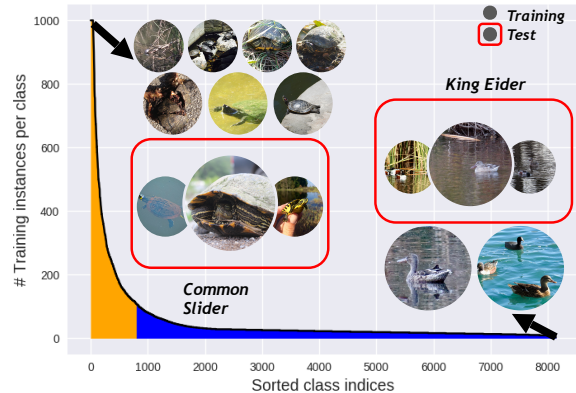 Training
Test
King Eider
Common
Slider
# Training instances per class
1000
800
600
400
200
0
0
1000
2000
3000
4000
5000
6000
7000
8000
Sorted class indices